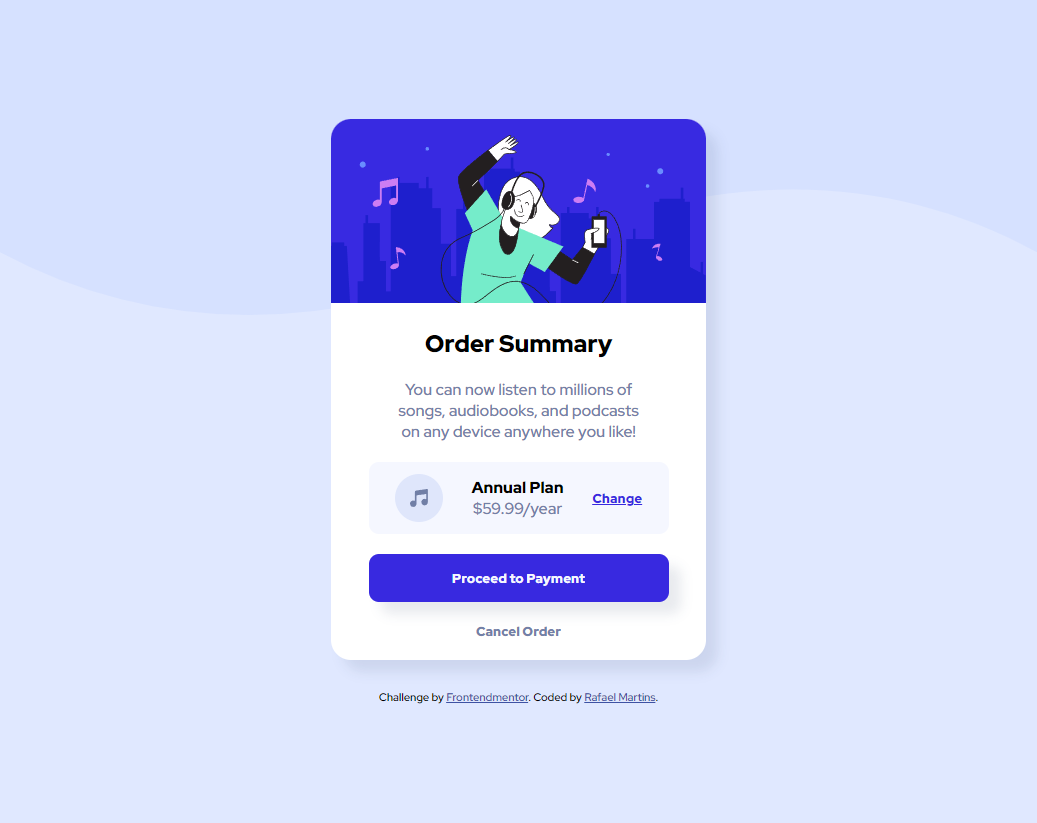 Order Summary
You can now listen to millions of
songs, audiobooks, and podcasts
on any device anywhere you like!
Annual Plan
$59.99/year
Change
Proceed to Payment
Cancel Order
Challenge by Frontendmentor. Coded by Rafael Martins.